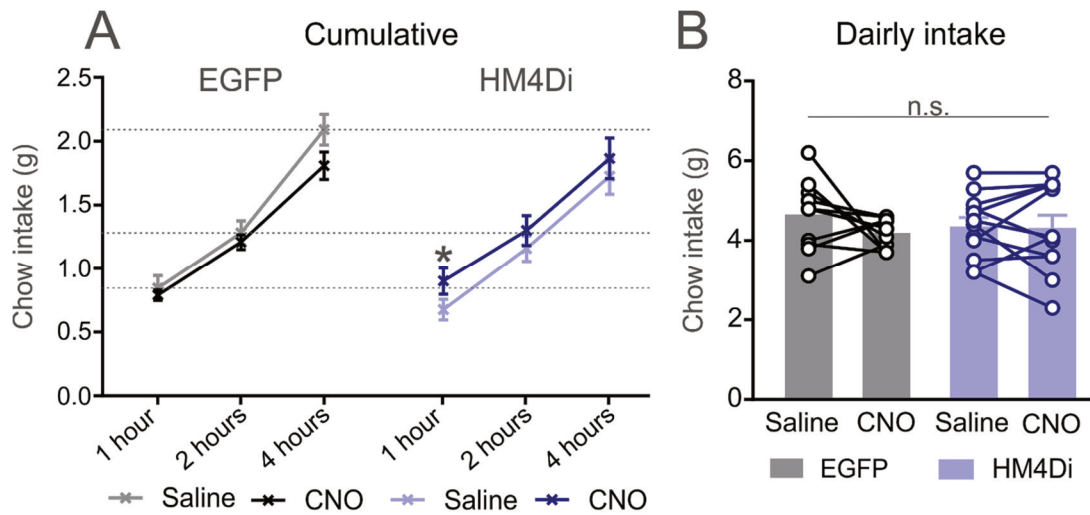 A
Cumulative
EGFP
HM4Di
Chow intake (g)
2.5
2.0
1.5
1.0
0.5
0.0
*
1 hour
2 hours
4 hours
1 hour
2 hours
4 hours
Saline
CNO
Saline
CNO
B
Dairly intake
n.s.
Chow intake (g)
8
6
4
2
0
Saline
CNO
Saline
CNO
EGFP
HM4Di